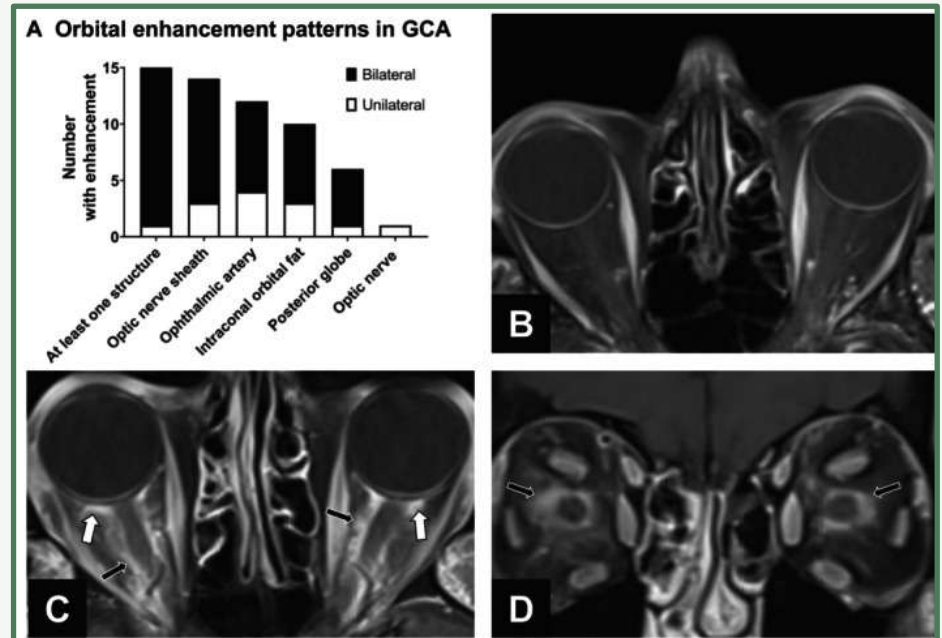 A Orbital enhancement patterns in GCA
15
10
5
0
Number
with enhancement
Bilateral
Unilateral
At least one structure
Optic nerve sheath
Ophthalmic artery
Intraconal orbital fat
Posterior globe
Optic nerve
B
C
D